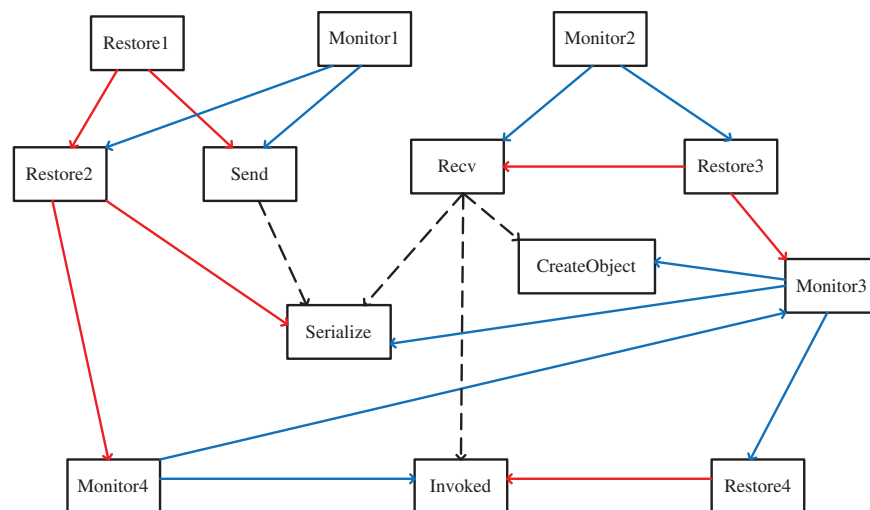 Restore1
Monitor1
Monitor2
Restore2
Send
Recv
Restore3
CreateObject
Monitor3
Serialize
Monitor4
Invoked
Restore4